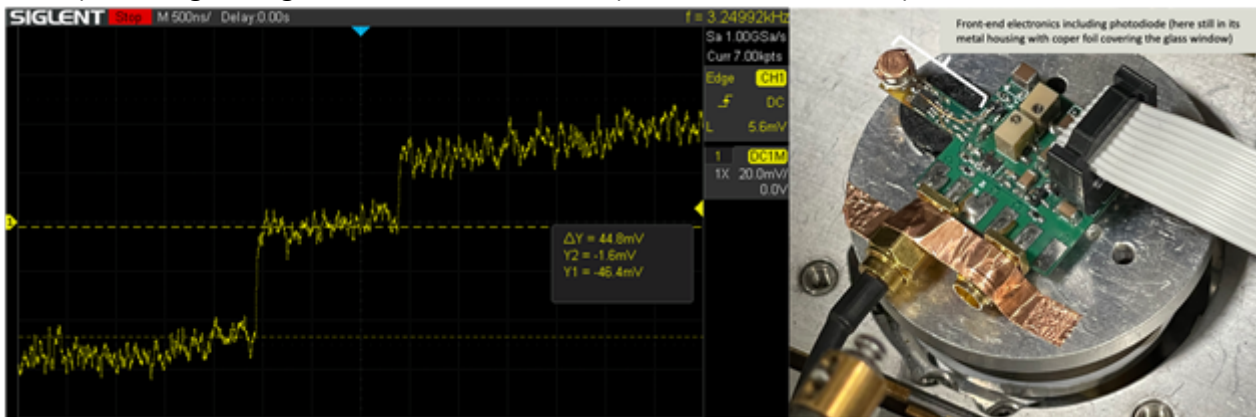 SIGLENT Stop M 500ns/ Delay:0.00s f = 3.24992kHz
Sa 1.00GSa/s
Curr 7.00kpts
Edge CH1
DC
L 5.6mV
1 DC1M
1X 20.0mV/
0.0V
1
ΔY = 44.8mV
Y2 = -1.6mV
Y1 = -46.4mV
Front-end electronics including photodiode (here still in its
metal housing with coper foil covering the glass window)